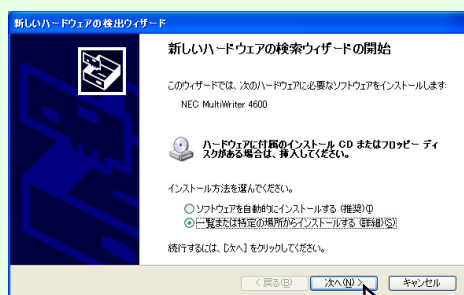 新しいハードウェアの検出ウィザード
新しいハードウェアの検索ウィザードの開始
このウィザードでは、次のハードウェアに必要なソフトウェアをインストールします:
NEC MultiWriter 4600
ハードウェアに付属のインストール CD またはフロッピー ディ
スクがある場合は、挿入してください。
インストール方法を選んでください。
ソフトウェアを自動的にインストールする (推奨)(I)
一覧または特定の場所からインストールする (詳細)(S)
続行するには、[次へ] をクリックしてください。
< 戻る(B) 次へ(N) > キャンセル